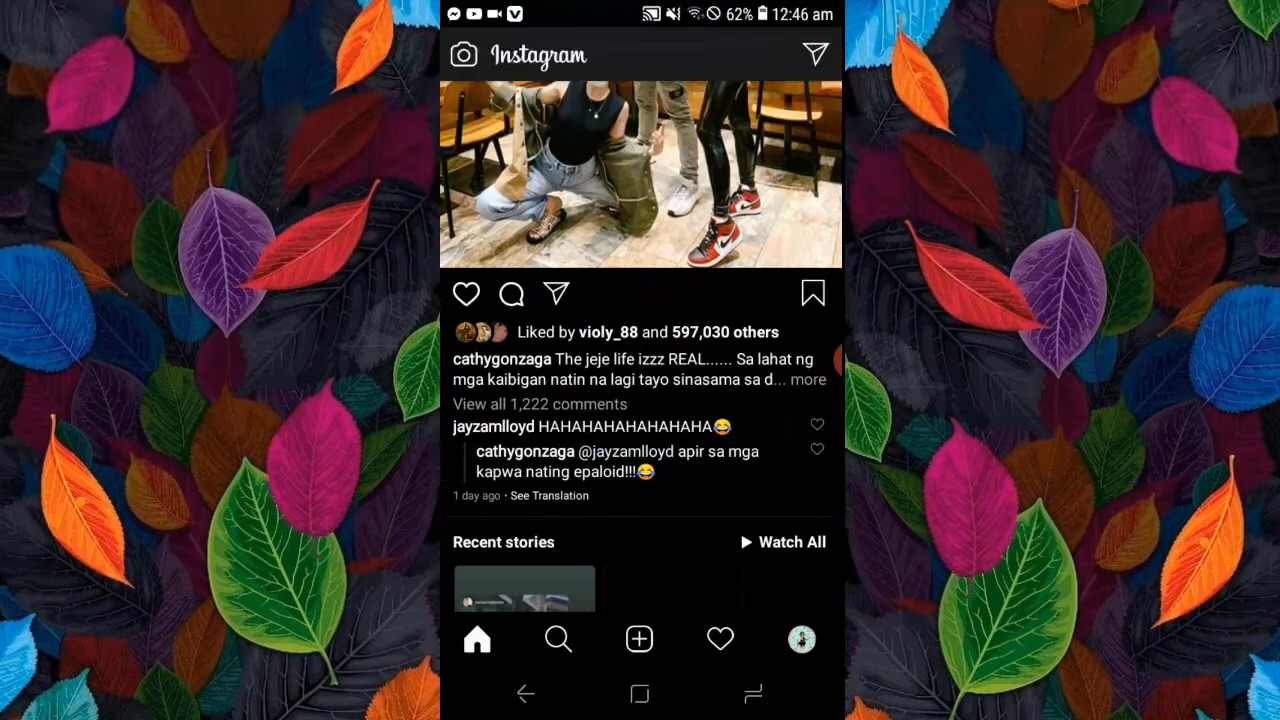 62% 12:46 am
Instagram
Liked by violy_88 and 597,030 others
cathygonzaga The jeje life izzz REAL...... Sa lahat ng
mga kaibigan natin na lagi tayo sinasama sa d... more
View all 1,222 comments
jayzamlloyd HAHAHAHAHAHAHAHA😂
cathygonzaga @jayzamlloyd apir sa mga
kapwa nating epaloid!!!😂
1 day ago • See Translation
Recent stories
Watch All